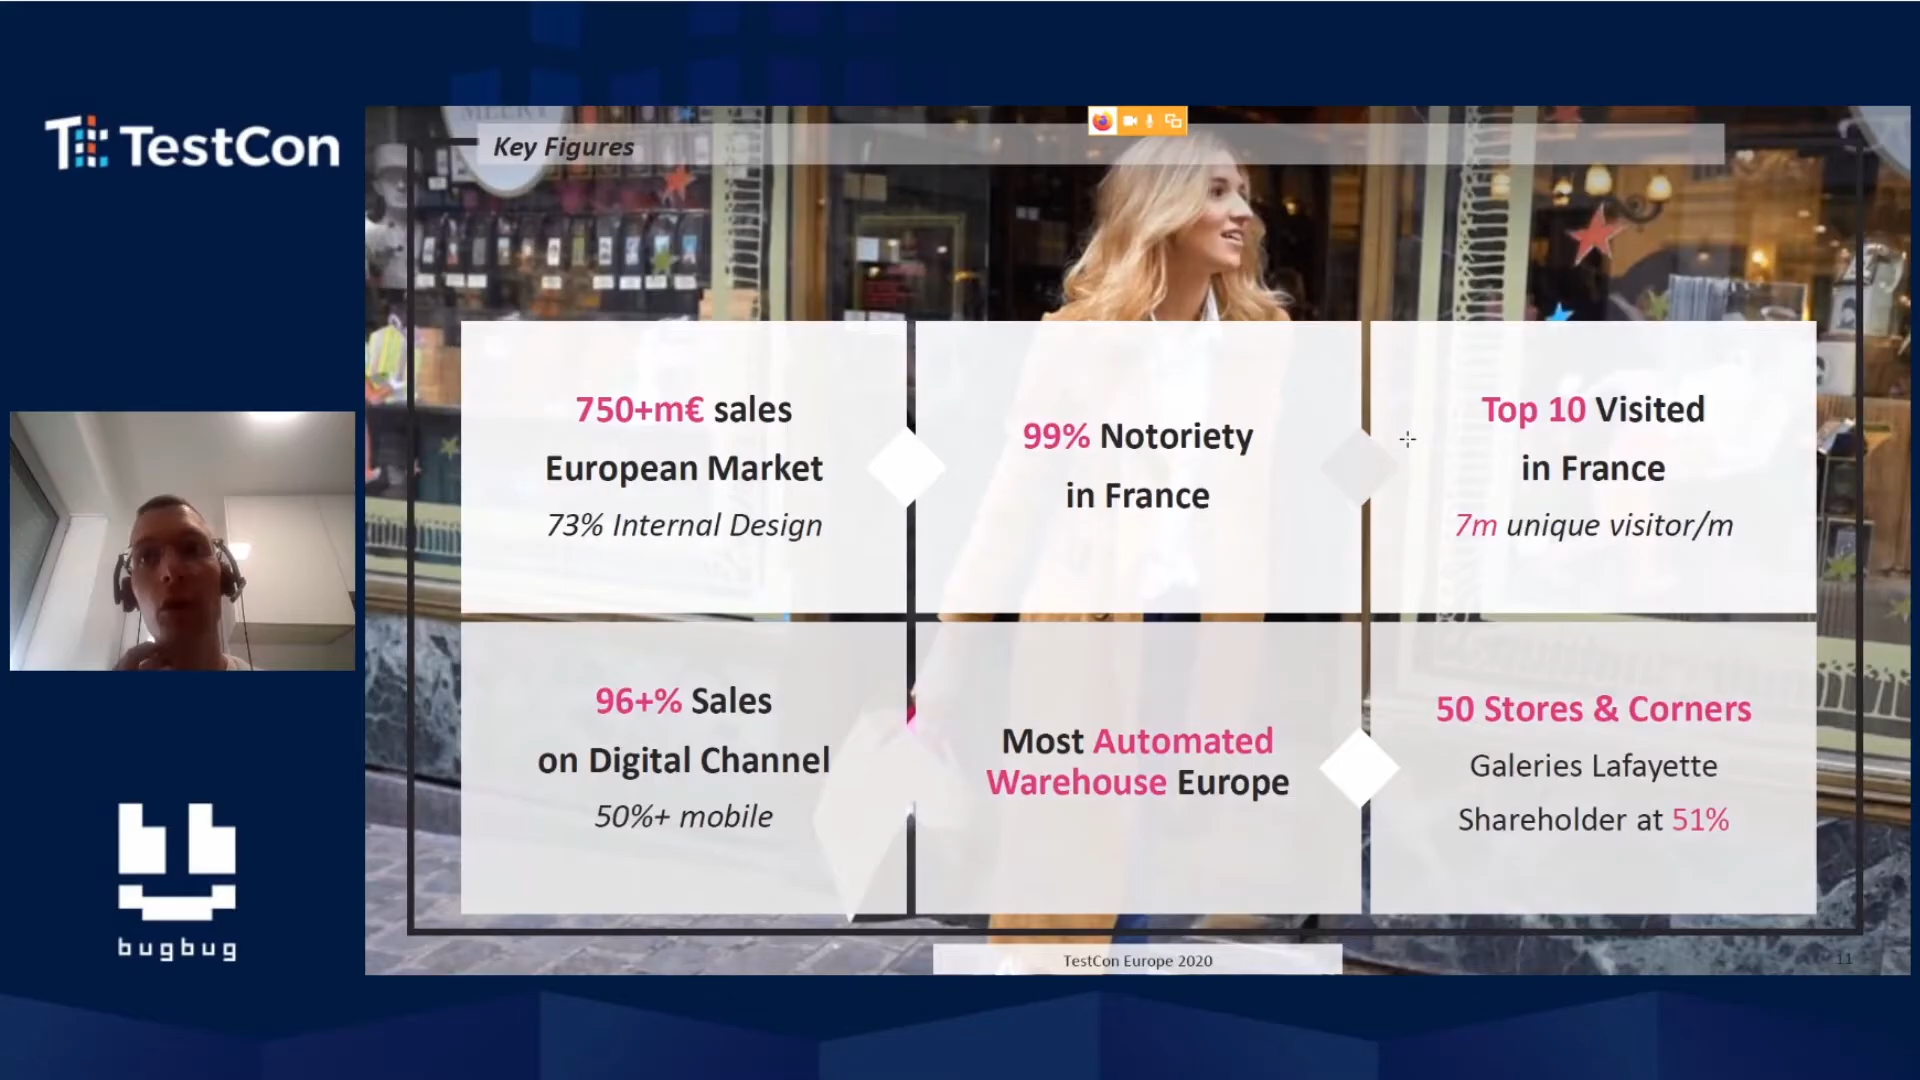 TestCon
Key Figures
750+m€ sales
European Market
73% Internal Design
99% Notoriety
in France
Top 10 Visited
in France
7m unique visitor/m
96+% Sales
on Digital Channel
50%+ mobile
Most Automated
Warehouse Europe
50 Stores & Corners
Galeries Lafayette
Shareholder at 51%
bugbug
TestCon Europe 2020
11